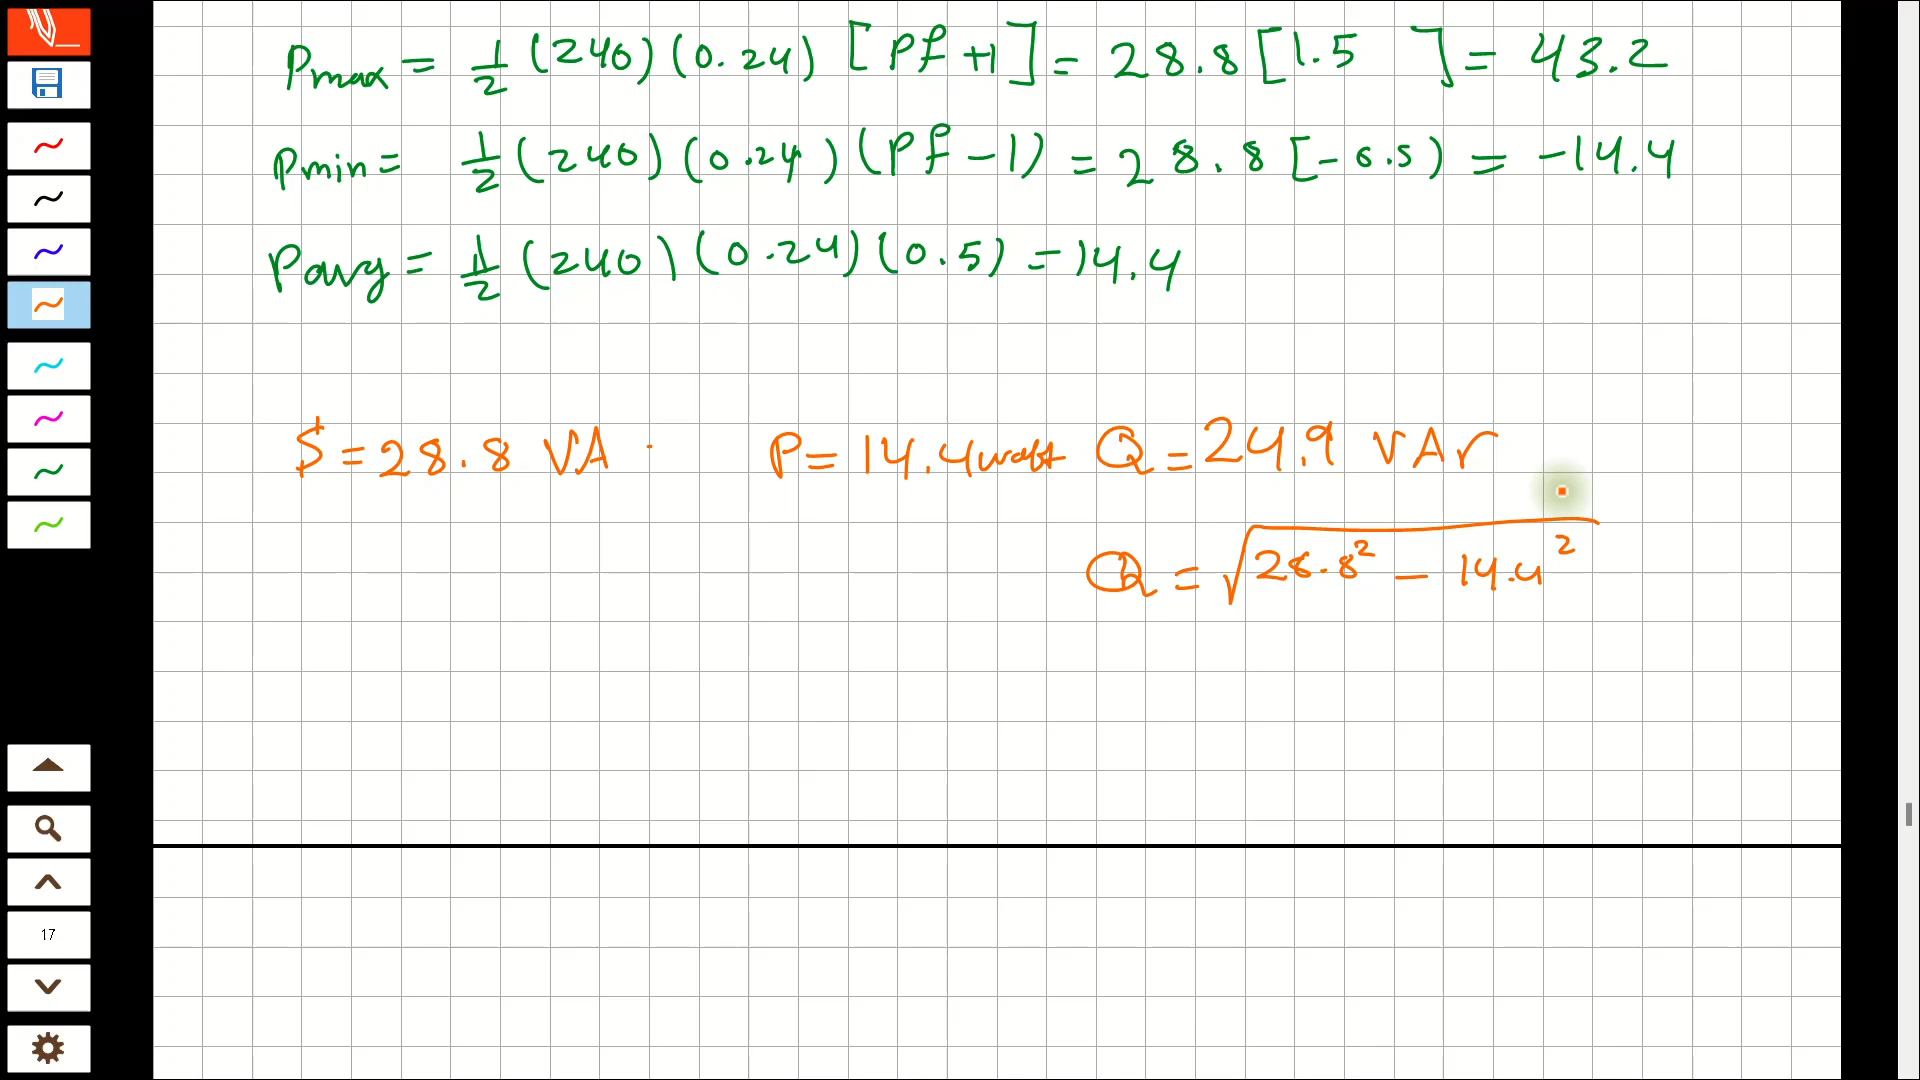 Pmax = 1/2 (240)(0.24) [Pf +1] = 28.8 [1.5 ] = 43.2
Pmin = 1/2 (240)(0.24)(Pf - 1) = 28.8 [-0.5) = -14.4
Pavg = 1/2 (240)(0.24)(0.5) = 14.4
S = 28.8 VA . P = 14.4 watt Q = 24.9 VAr
Q = √28.8² - 14.4²
17